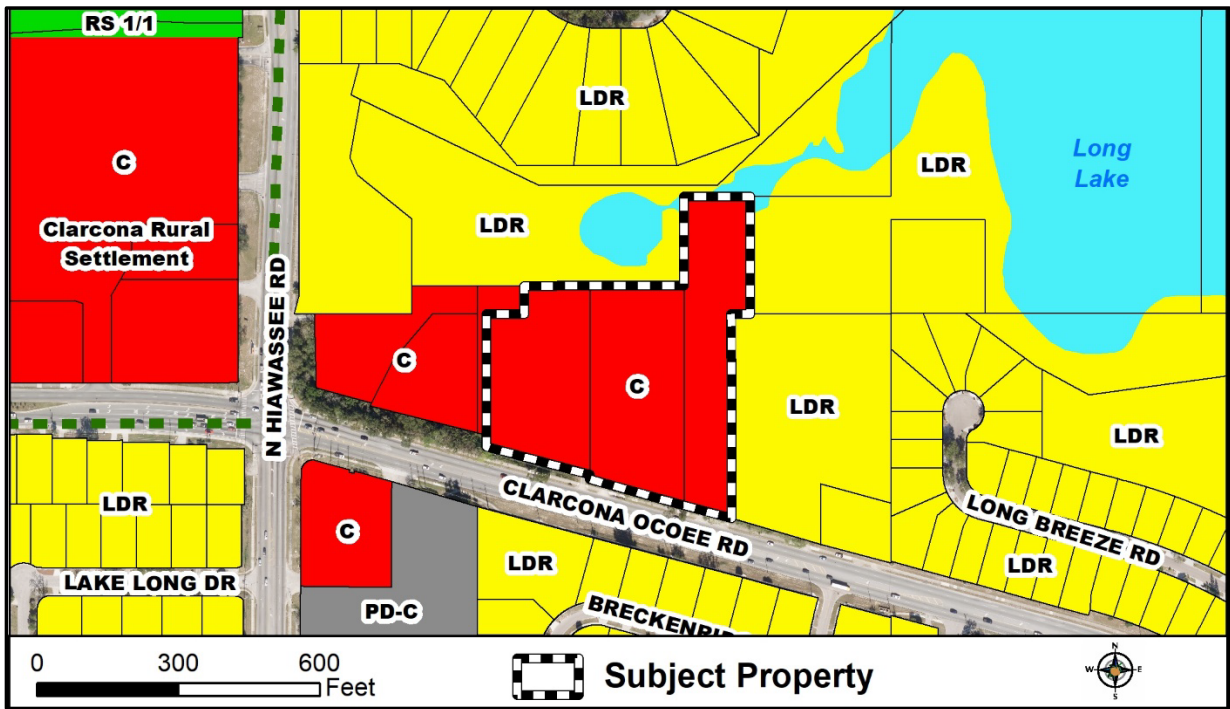 RS 1/1
LDR
C
LDR
Long
Lake
Clarcona Rural
Settlement
LDR
N HIAWASSEE RD
C
C
LDR
LDR
CLARCONA OCOEE RD
LONG BREEZE RD
LDR
C
LDR
LDR
LAKE LONG DR
PD-C
0 300 600
Feet
Subject Property
N
W E
S